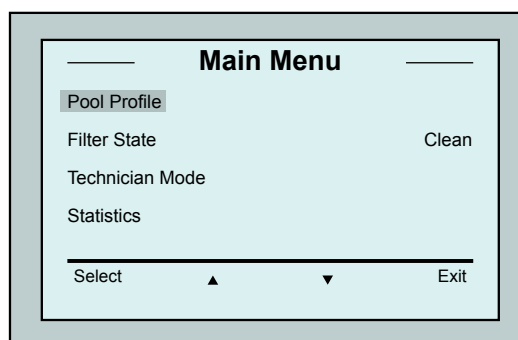 Main Menu
Pool Profile
Filter State Clean
Technician Mode
Statistics
Select ▲ ▼ Exit